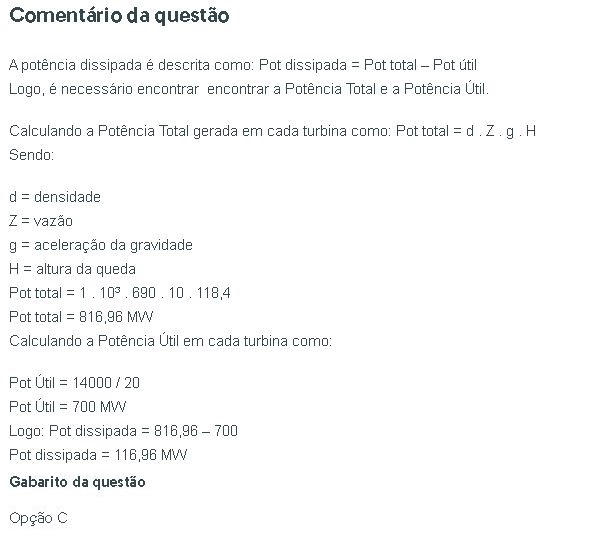 Comentário da questão
A potência dissipada é descrita como: Pot dissipada = Pot total – Pot útil
Logo, é necessário encontrar encontrar a Potência Total e a Potência Útil.
Calculando a Potência Total gerada em cada turbina como: Pot total = d . Z . g . H
Sendo:
d = densidade
Z = vazão
g = aceleração da gravidade
H = altura da queda
Pot total = 1 . 10³ . 690 . 10 . 118,4
Pot total = 816,96 MW
Calculando a Potência Útil em cada turbina como:
Pot Útil = 14000 / 20
Pot Útil = 700 MW
Logo: Pot dissipada = 816,96 – 700
Pot dissipada = 116,96 MW
Gabarito da questão
Opção C